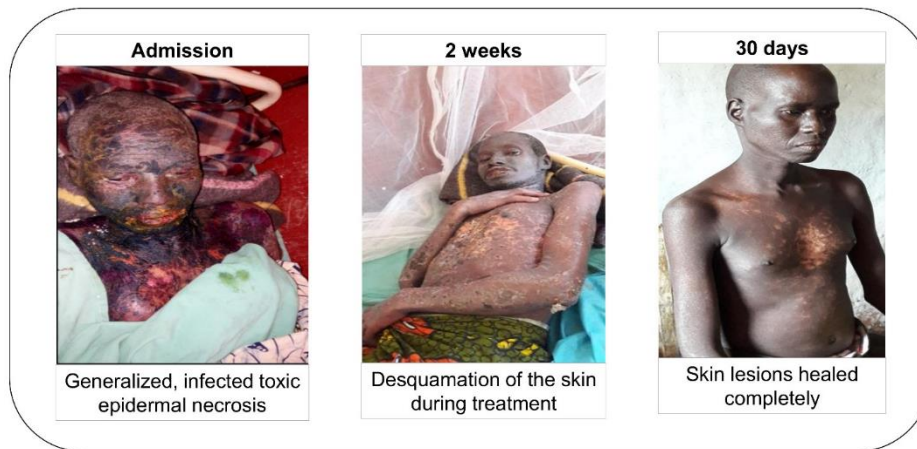 Admission
2 weeks
30 days
Generalized, infected toxic
epidermal necrosis
Desquamation of the skin
during treatment
Skin lesions healed
completely